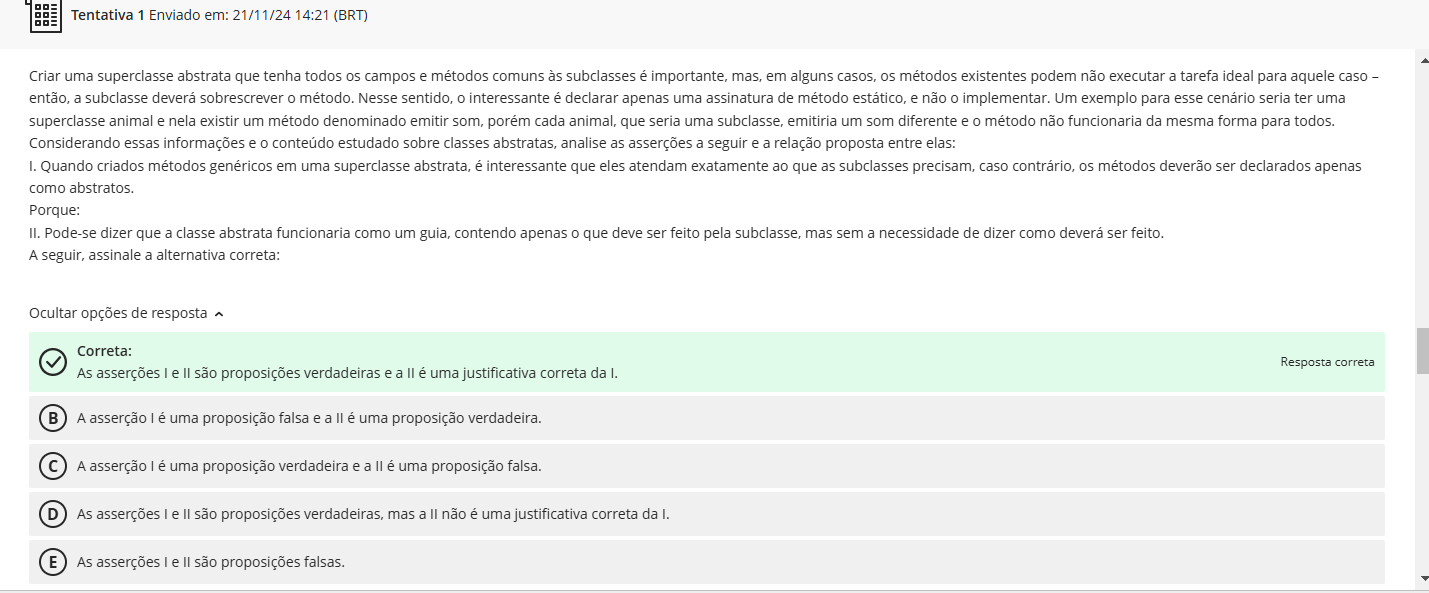 Tentativa 1 Enviado em: 21/11/24 14:21 (BRT)
Criar uma superclasse abstrata que tenha todos os campos e métodos comuns às subclasses é importante, mas, em alguns casos, os métodos existentes podem não executar a tarefa ideal para aquele caso –
então, a subclasse deverá sobrescrever o método. Nesse sentido, o interessante é declarar apenas uma assinatura de método estático, e não o implementar. Um exemplo para esse cenário seria ter uma
superclasse animal e nela existir um método denominado emitir som, porém cada animal, que seria uma subclasse, emitiria um som diferente e o método não funcionaria da mesma forma para todos.
Considerando essas informações e o conteúdo estudado sobre classes abstratas, analise as asserções a seguir e a relação proposta entre elas:
I. Quando criados métodos genéricos em uma superclasse abstrata, é interessante que eles atendam exatamente ao que as subclasses precisam, caso contrário, os métodos deverão ser declarados apenas
como abstratos.
Porque:
II. Pode-se dizer que a classe abstrata funcionaria como um guia, contendo apenas o que deve ser feito pela subclasse, mas sem a necessidade de dizer como deverá ser feito.
A seguir, assinale a alternativa correta:
Ocultar opções de resposta
Correta:
As asserções I e II são proposições verdadeiras e a II é uma justificativa correta da I.
Resposta correta
B A asserção I é uma proposição falsa e a II é uma proposição verdadeira.
C A asserção I é uma proposição verdadeira e a II é uma proposição falsa.
D As asserções I e II são proposições verdadeiras, mas a II não é uma justificativa correta da I.
E As asserções I e II são proposições falsas.